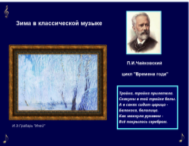 Зима в классической музыке
П.И.Чайковский
цикл "Времена года"
Тройка, тройка прилетела,
Скакуны в той тройке белы,
А в санях сидит царица -
Белокоса, белолица.
Как махнула рукавом -
Всё покрылось серебром.